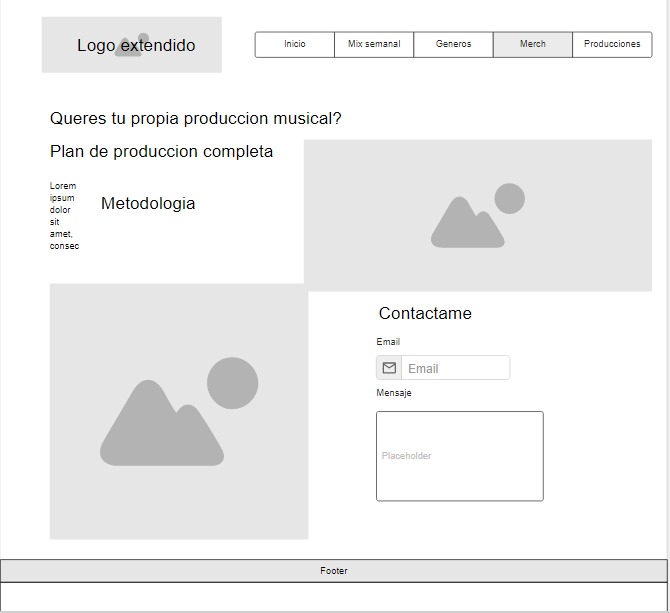 Logo extendido
Inicio
Mix semanal
Generos
Merch
Producciones
Queres tu propia produccion musical?
Plan de produccion completa
Lorem
ipsum
dolor
sit
amet,
consec
Metodologia
Contactame
Email
Email
Mensaje
Placeholder
Footer